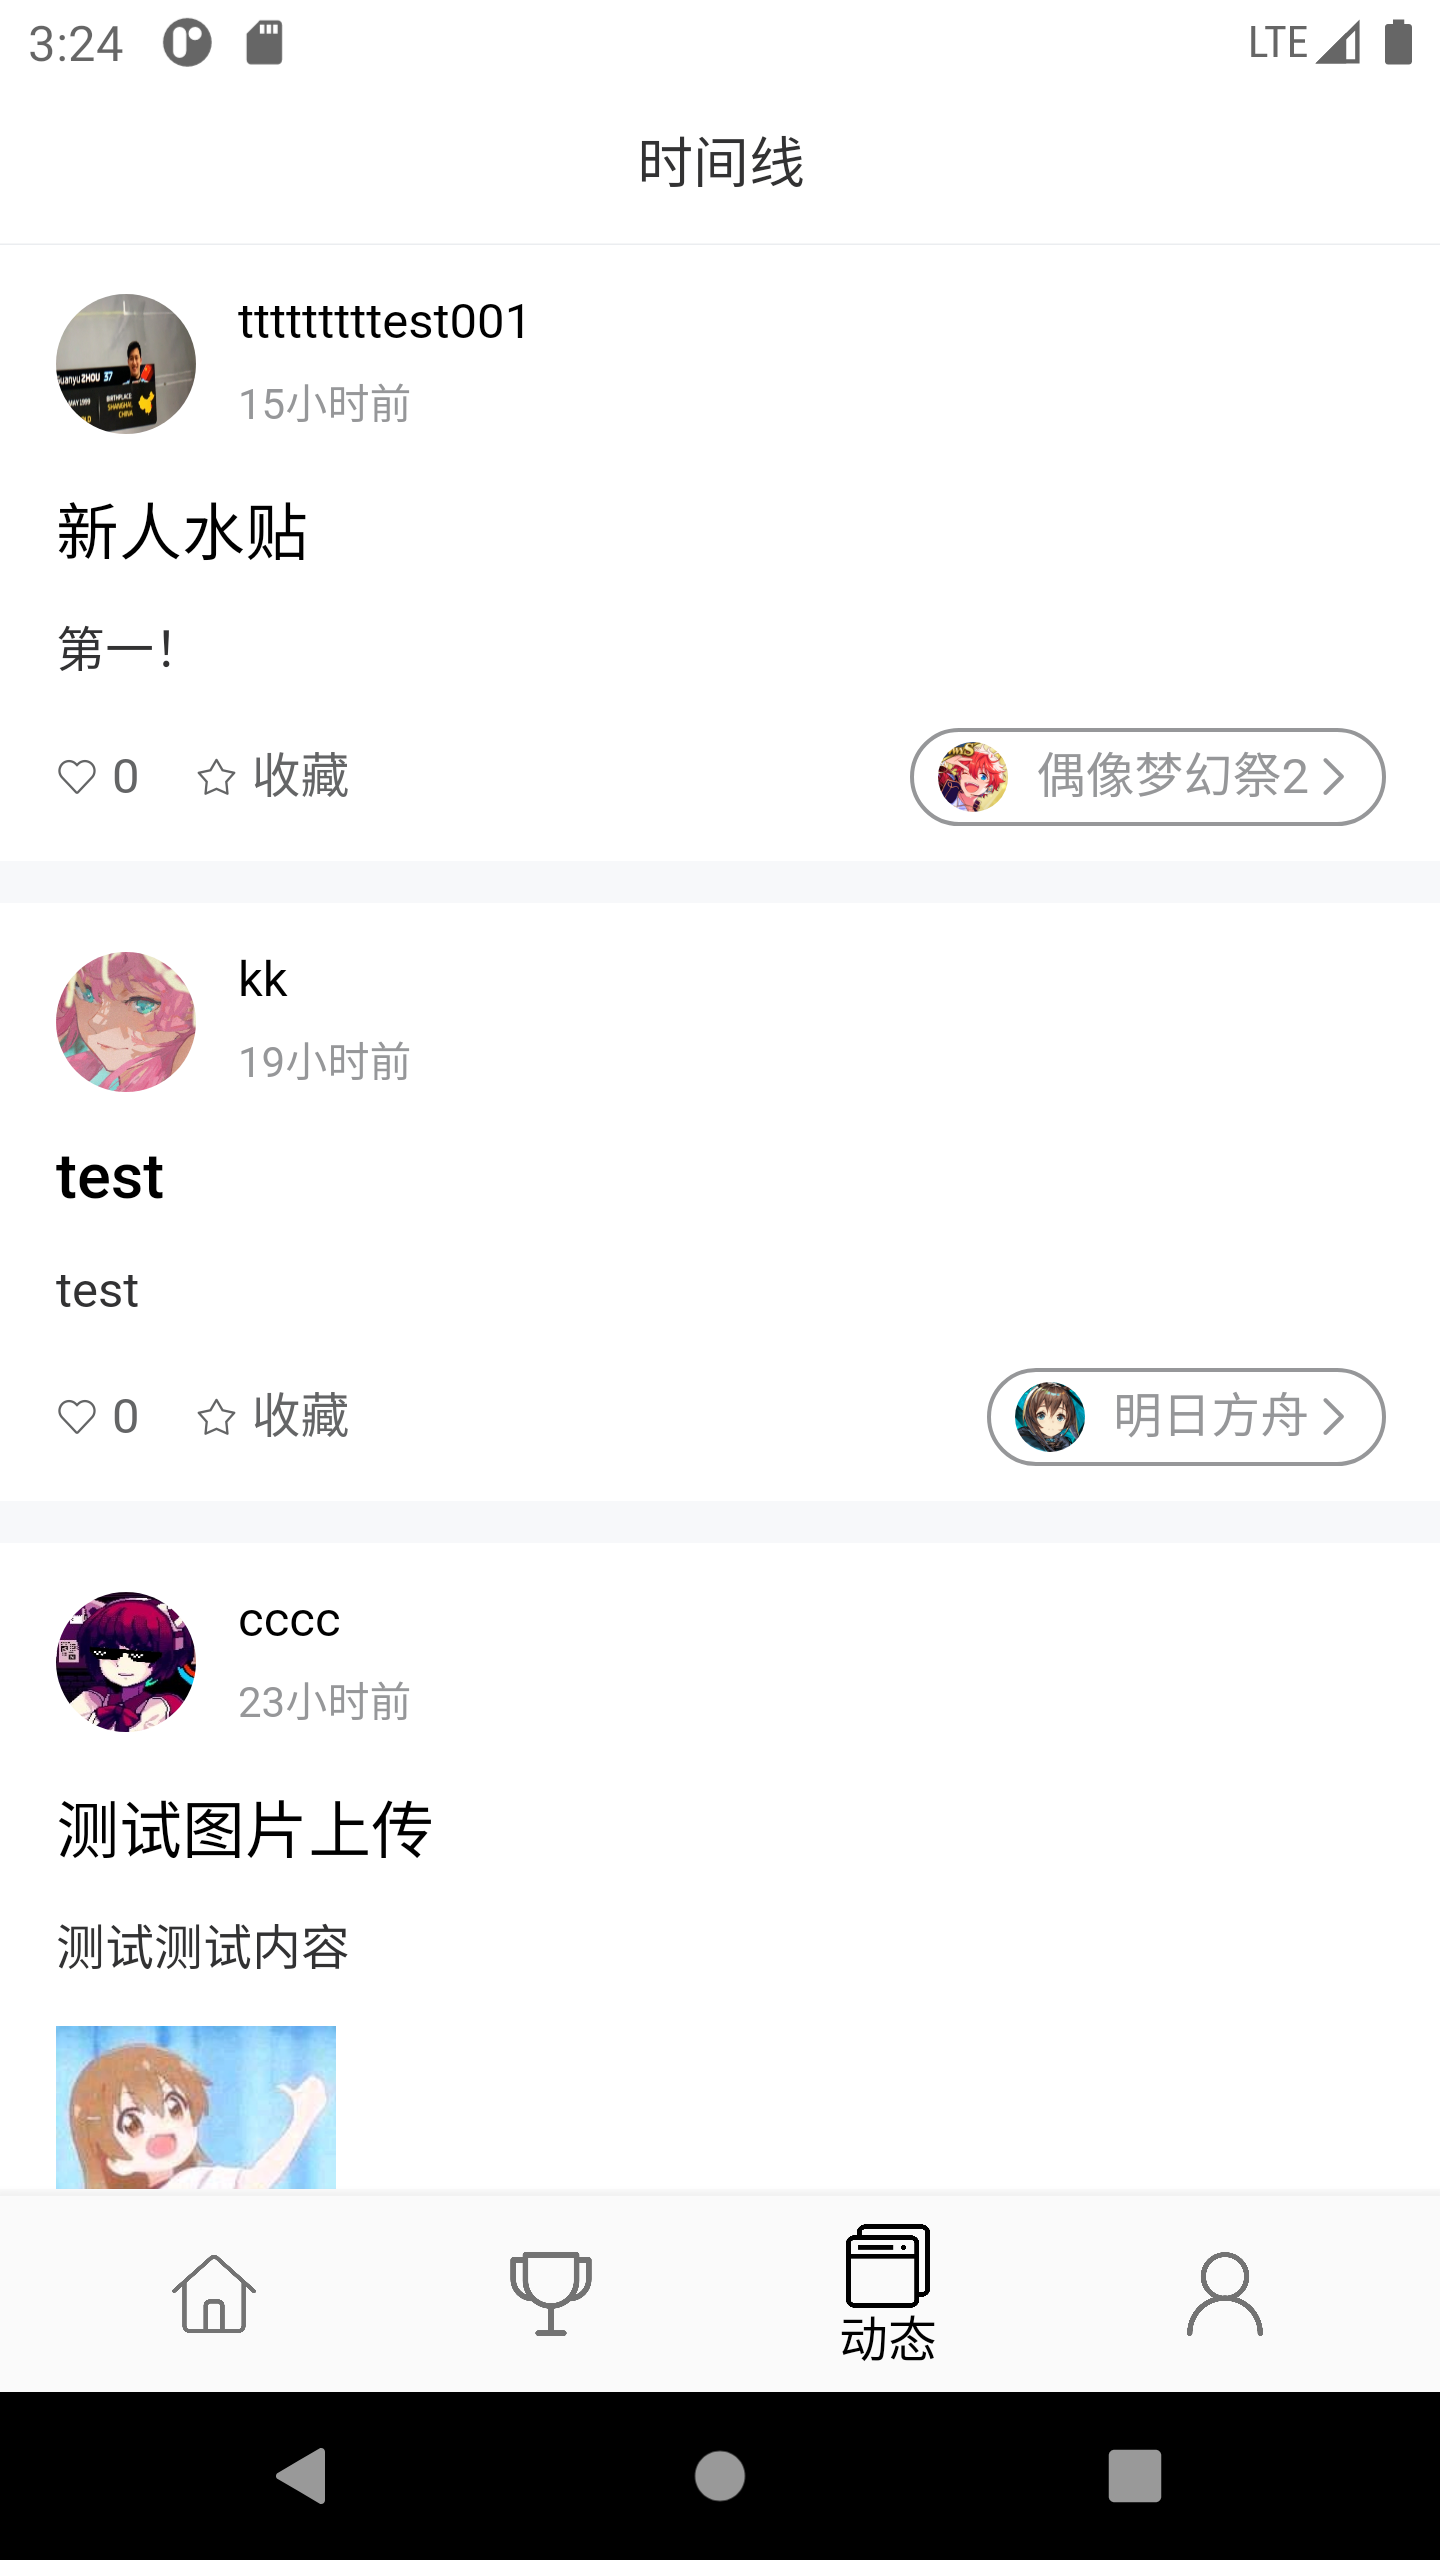 3:24
LTE
时间线
tttttttttest001
15小时前
新人水贴
第一！
0
收藏
偶像梦幻祭2
kk
19小时前
test
test
0
收藏
明日方舟
cccc
23小时前
测试图片上传
测试测试内容
动态